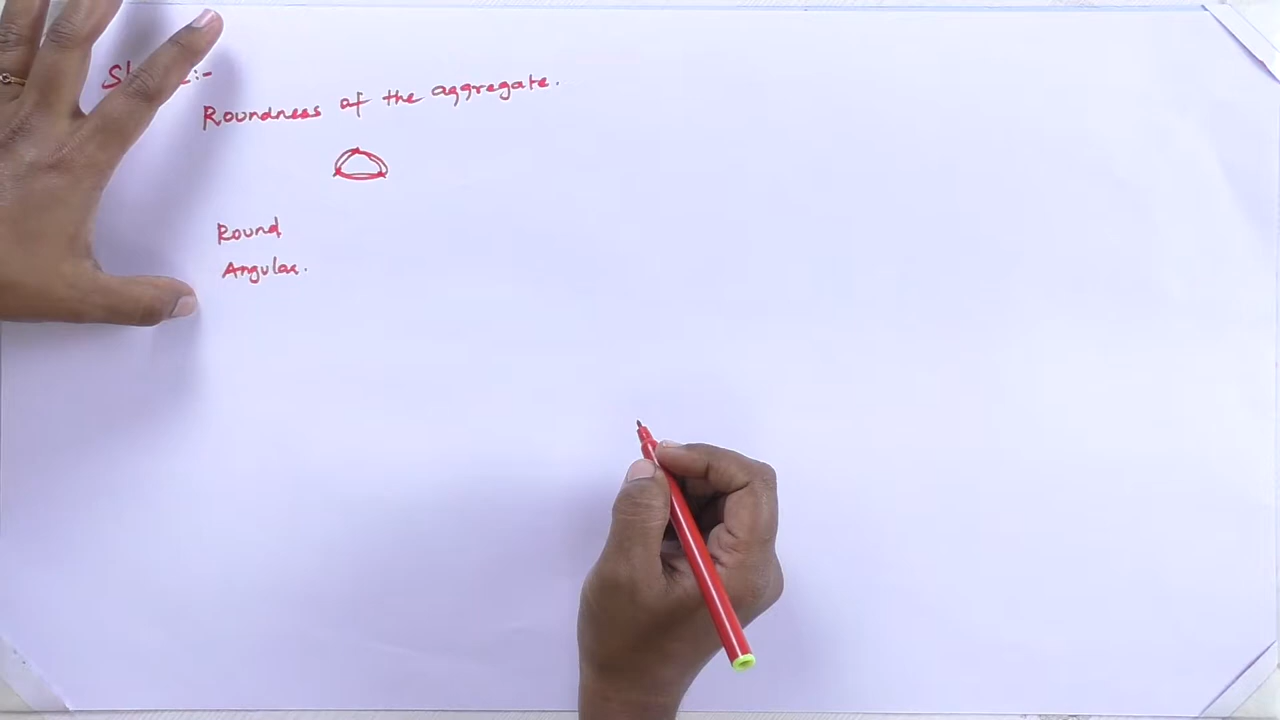 Roundness of the aggregate.
Round
Angular.